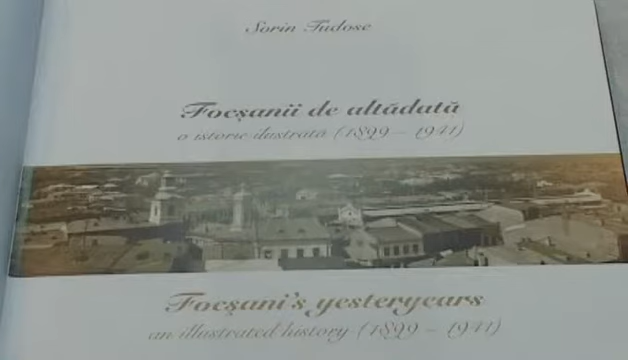 Sorin Tudose
Focșanii de altădată
o istorie ilustrată (1899 – 1941)
Focșani's yesteryears
an illustrated history (1899 – 1941)